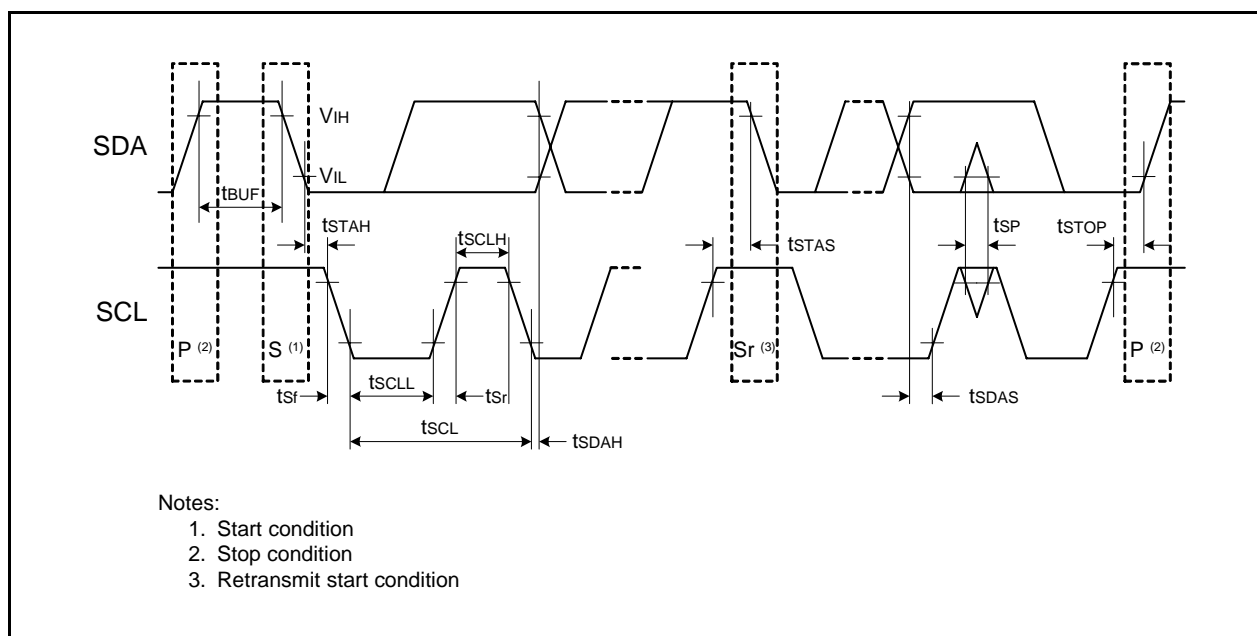 SDA
VIH
VIL
tBUF
tSTAH
tSCLH
tSTAS
tSP
tSTOP
SCL
P (2)
S (1)
Sr (3)
P (2)
tSf
tSCLL
tSr
tSDAS
tSCL
tSDAH
Notes:
1. Start condition
2. Stop condition
3. Retransmit start condition